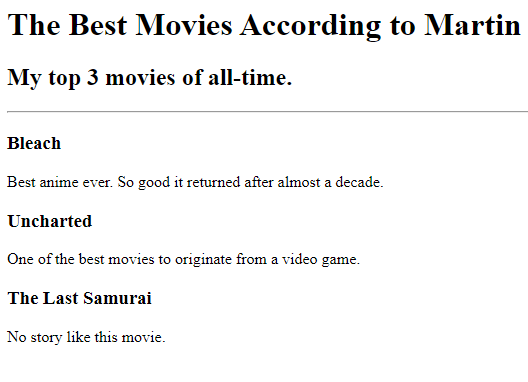 The Best Movies According to Martin
My top 3 movies of all-time.
Bleach
Best anime ever. So good it returned after almost a decade.
Uncharted
One of the best movies to originate from a video game.
The Last Samurai
No story like this movie.